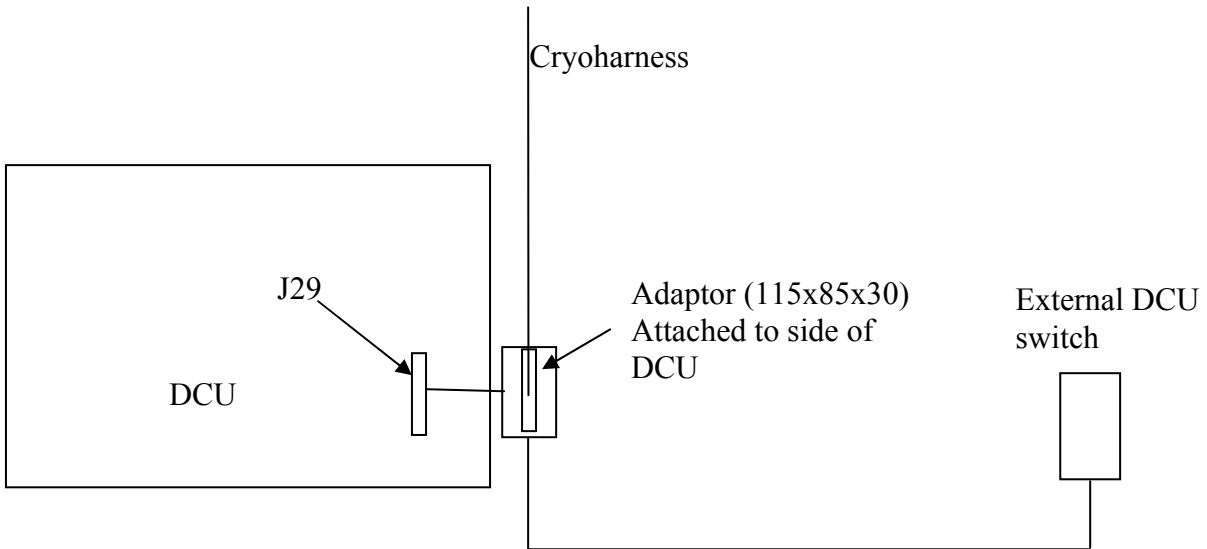 Cryoharness
J29
Adaptor (115x85x30)
Attached to side of
DCU
External DCU
switch
DCU